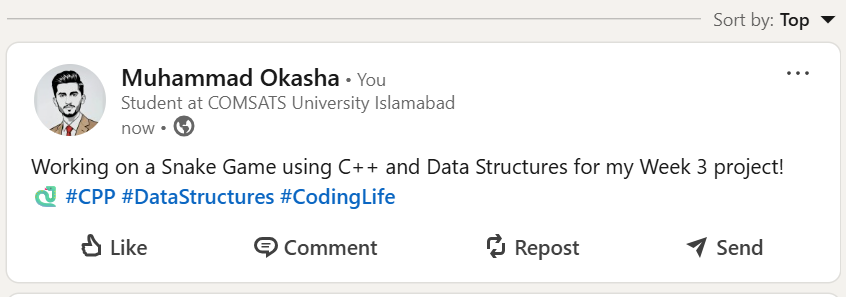 Sort by: Top
Muhammad Okasha • You
Student at COMSATS University Islamabad
now •
Working on a Snake Game using C++ and Data Structures for my Week 3 project!
🐍 #CPP #DataStructures #CodingLife
Like Comment Repost Send